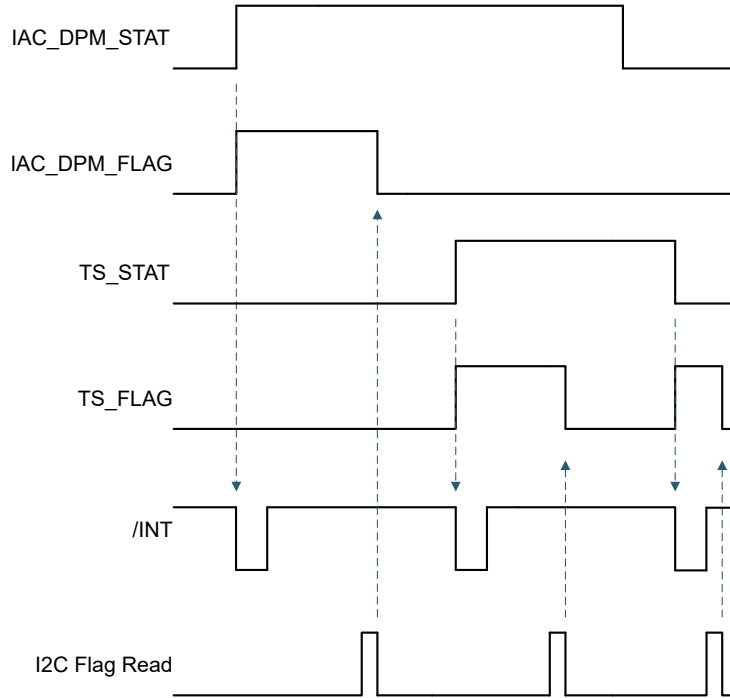 IAC_DPM_STAT
IAC_DPM_FLAG
TS_STAT
TS_FLAG
/INT
I2C Flag Read